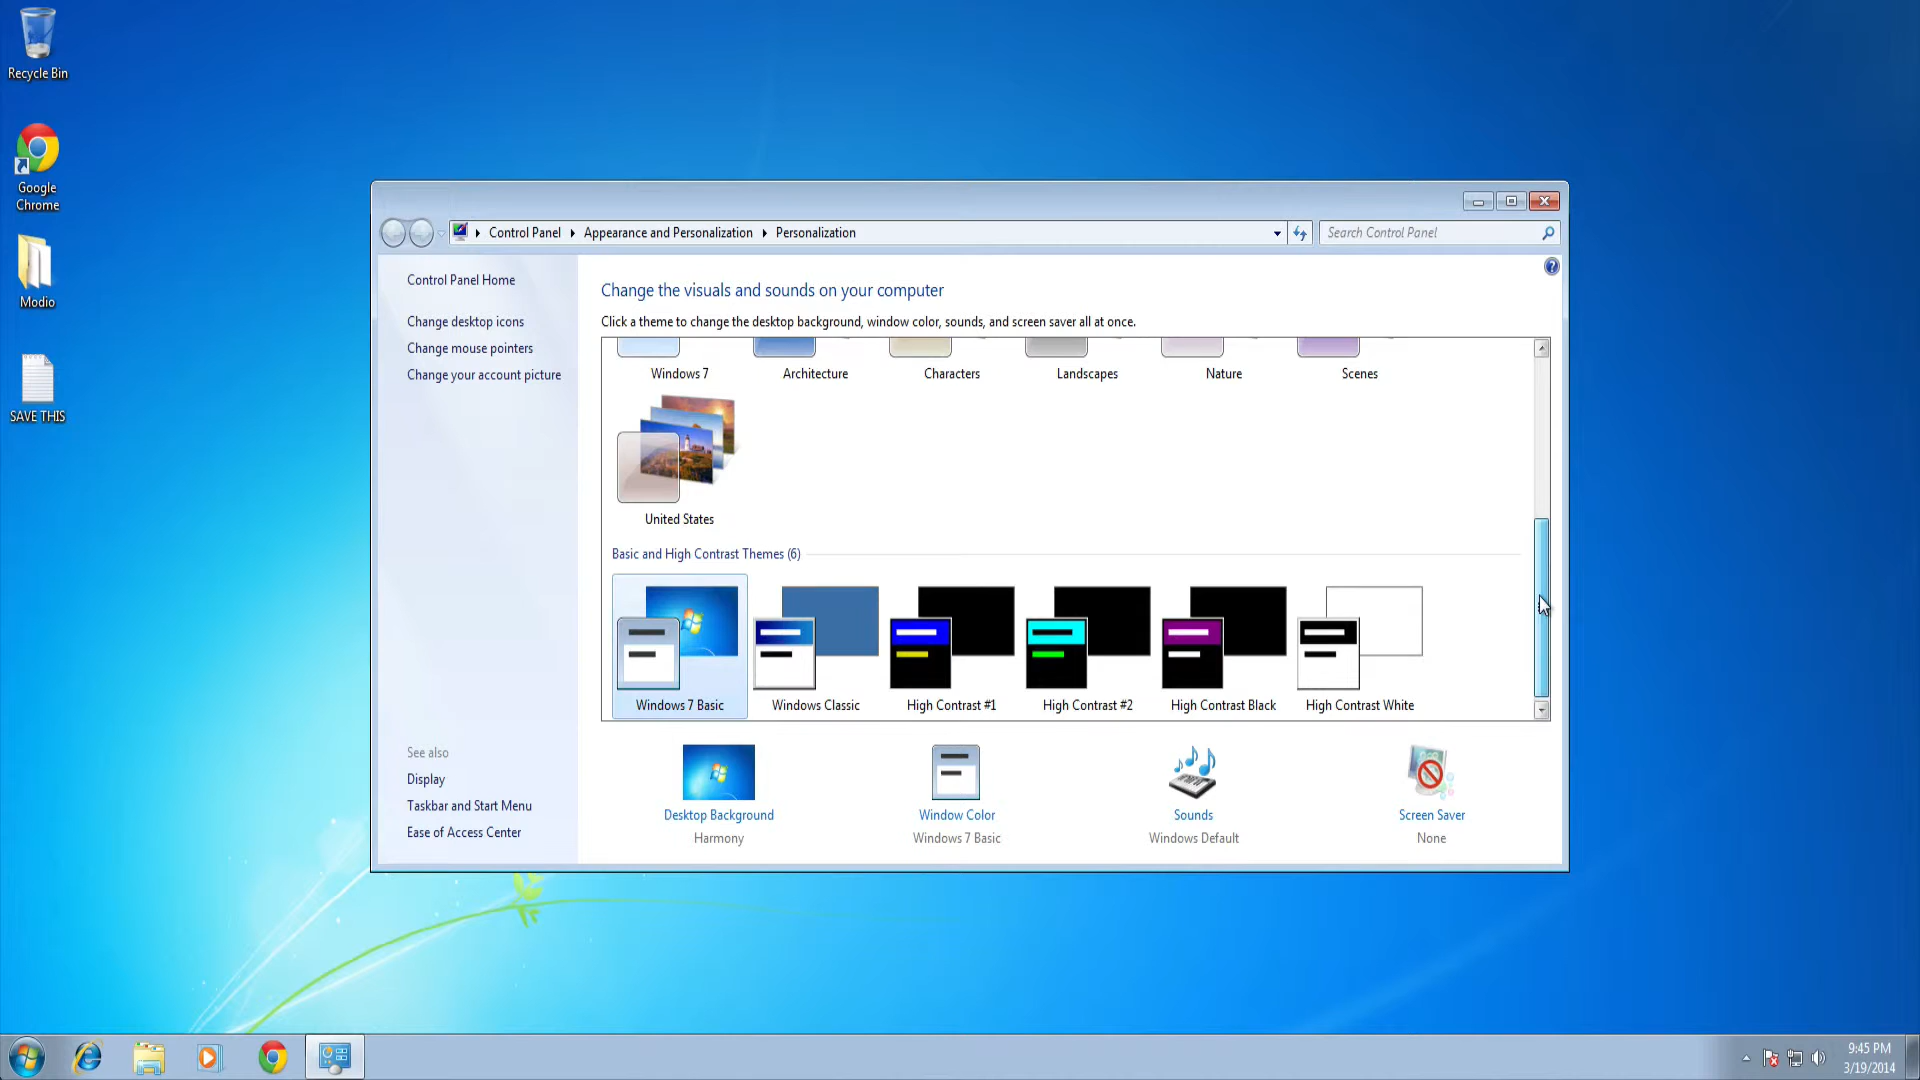 Recycle Bin
Google
Chrome
Modio
SAVE THIS
Control Panel
Appearance and Personalization
Personalization
Search Control Panel
Control Panel Home
Change desktop icons
Change mouse pointers
Change your account picture
See also
Display
Taskbar and Start Menu
Ease of Access Center
Change the visuals and sounds on your computer
Click a theme to change the desktop background, window color, sounds, and screen saver all at once.
Windows 7
Architecture
Characters
Landscapes
Nature
Scenes
United States
Basic and High Contrast Themes (6)
Windows 7 Basic
Windows Classic
High Contrast #1
High Contrast #2
High Contrast Black
High Contrast White
Desktop Background
Harmony
Window Color
Windows 7 Basic
Sounds
Windows Default
Screen Saver
None
9:45 PM
3/19/2014